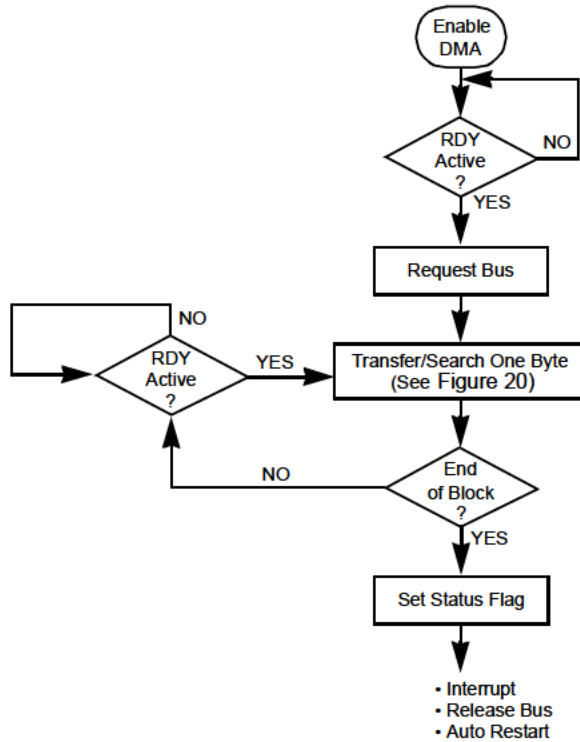 Enable
DMA
RDY
Active
?
NO
YES
Request Bus
NO
RDY
Active
?
YES
Transfer/Search One Byte
(See Figure 20)
NO
End
of Block
?
YES
Set Status Flag
• Interrupt
• Release Bus
• Auto Restart